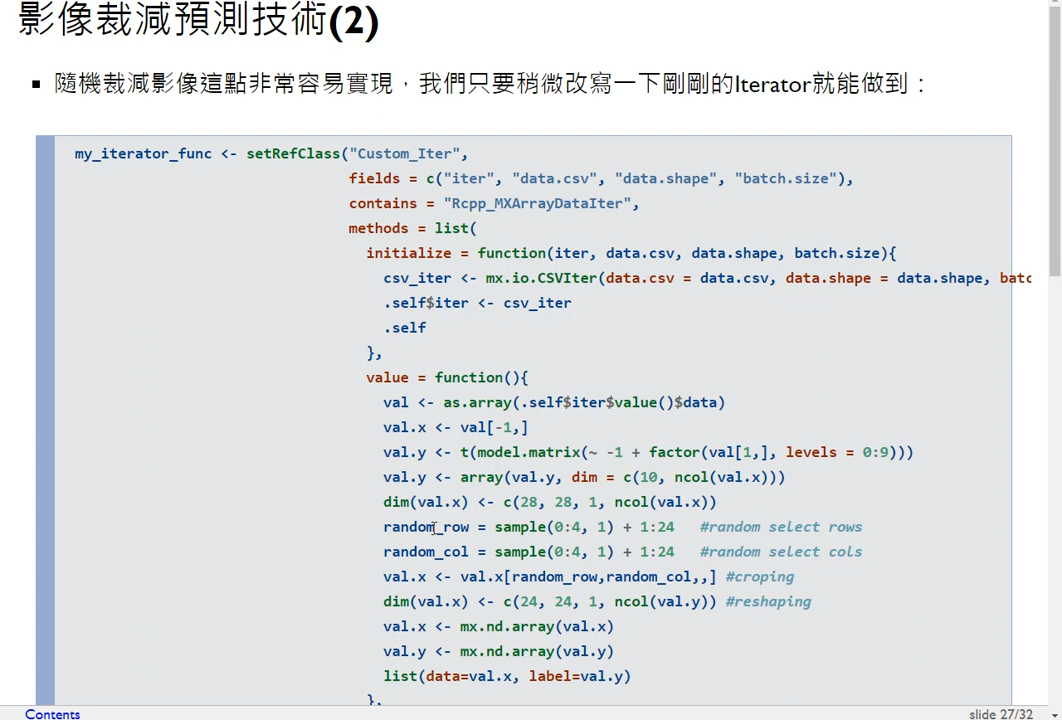 影像裁減預測技術(2)
▪ 隨機裁減影像這點非常容易實現，我們只要稍微改寫一下剛剛的Iterator就能做到：
my_iterator_func <- setRefClass("Custom_Iter",
fields = c("iter", "data.csv", "data.shape", "batch.size"),
contains = "Rcpp_MXArrayDataIter",
methods = list(
initialize = function(iter, data.csv, data.shape, batch.size){
csv_iter <- mx.io.CSVIter(data.csv = data.csv, data.shape = data.shape, batc
.self$iter <- csv_iter
.self
},
value = function(){
val <- as.array(.self$iter$value()$data)
val.x <- val[-1,]
val.y <- t(model.matrix(~ -1 + factor(val[1,], levels = 0:9)))
val.y <- array(val.y, dim = c(10, ncol(val.x)))
dim(val.x) <- c(28, 28, 1, ncol(val.x))
random_row = sample(0:4, 1) + 1:24 #random select rows
random_col = sample(0:4, 1) + 1:24 #random select cols
val.x <- val.x[random_row,random_col,,] #croping
dim(val.x) <- c(24, 24, 1, ncol(val.y)) #reshaping
val.x <- mx.nd.array(val.x)
val.y <- mx.nd.array(val.y)
list(data=val.x, label=val.y)
},
Contents
slide 27/32